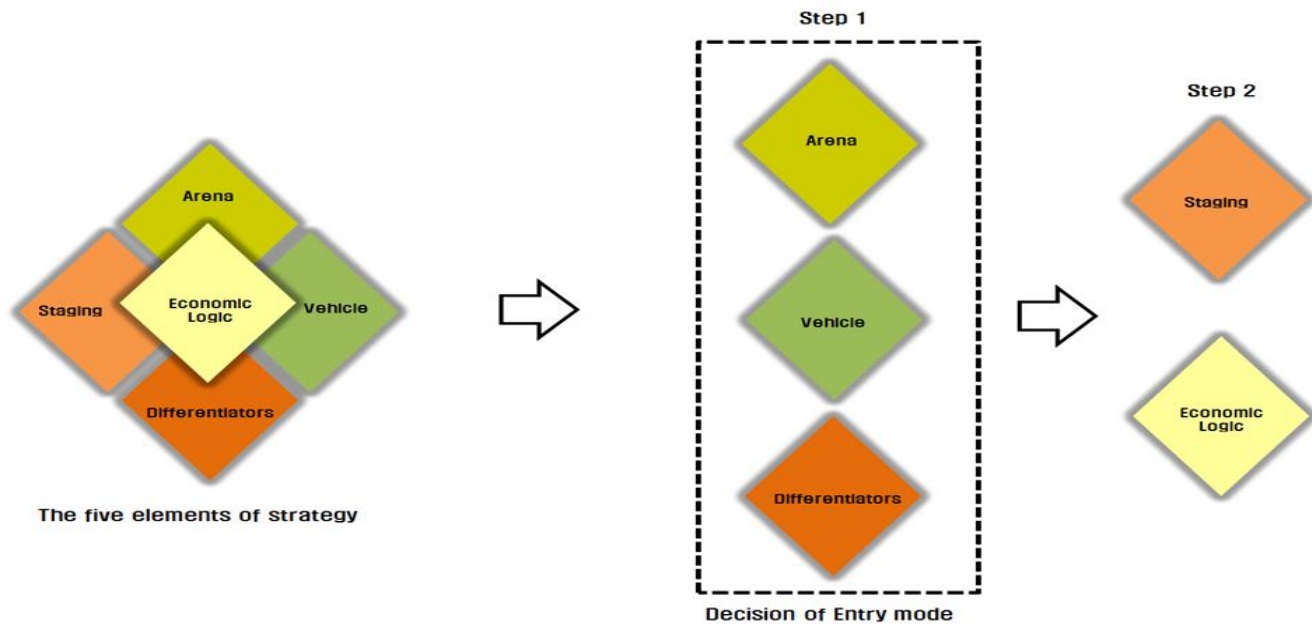 Arena
Staging
Economic
Logic
Vehicle
Differentiators
The five elements of strategy
Step 1
Arena
Vehicle
Differentiators
Decision of Entry mode
Step 2
Staging
Economic
Logic